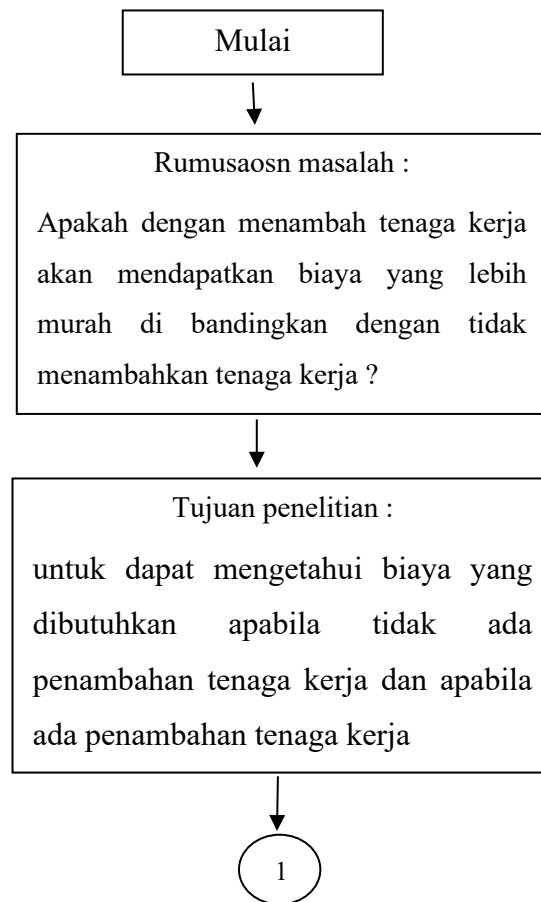 Mulai
Rumusaosn masalah :
Apakah dengan menambah tenaga kerja
akan mendapatkan biaya yang lebih
murah di bandingkan dengan tidak
menambahkan tenaga kerja ?
Tujuan penelitian :
untuk dapat mengetahui biaya yang
dibutuhkan apabila tidak ada
penambahan tenaga kerja dan apabila
ada penambahan tenaga kerja
1